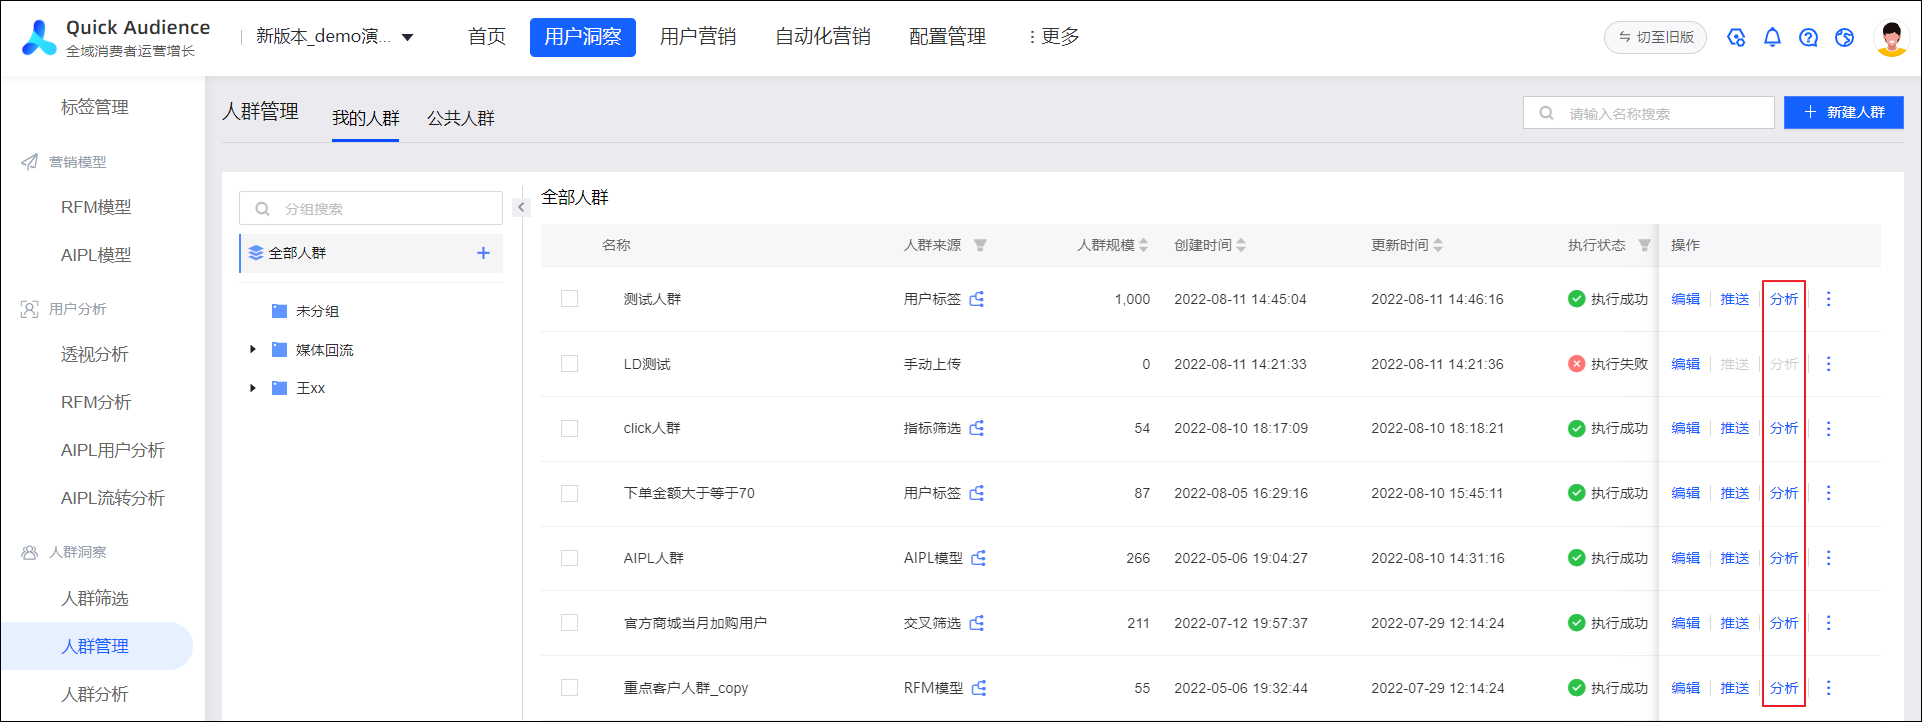 Quick Audience
全域消费者运营增长
新版本_demo演...
首页
用户洞察
用户营销
自动化营销
配置管理
更多
切至旧版
标签管理
营销模型
RFM模型
AIPL模型
用户分析
透视分析
RFM分析
AIPL用户分析
AIPL流转分析
人群洞察
人群筛选
人群管理
人群分析
人群管理
我的人群
公共人群
请输入名称搜索
+ 新建人群
分组搜索
全部人群 +
未分组
媒体回流
王xx
全部人群
名称 人群来源 人群规模 创建时间 更新时间 执行状态 操作
测试人群 用户标签 1,000 2022-08-11 14:45:04 2022-08-11 14:46:16 执行成功 编辑 推送 分析
LD测试 手动上传 0 2022-08-11 14:21:33 2022-08-11 14:21:36 执行失败 编辑 推送 分析
click人群 指标筛选 54 2022-08-10 18:17:09 2022-08-10 18:18:21 执行成功 编辑 推送 分析
下单金额大于等于70 用户标签 87 2022-08-05 16:29:16 2022-08-10 15:45:11 执行成功 编辑 推送 分析
AIPL人群 AIPL模型 266 2022-05-06 19:04:27 2022-08-10 14:31:16 执行成功 编辑 推送 分析
官方商城当月加购用户 交叉筛选 211 2022-07-12 19:57:37 2022-07-29 12:14:24 执行成功 编辑 推送 分析
重点客户人群_copy RFM模型 55 2022-05-06 19:32:44 2022-07-29 12:14:24 执行成功 编辑 推送 分析